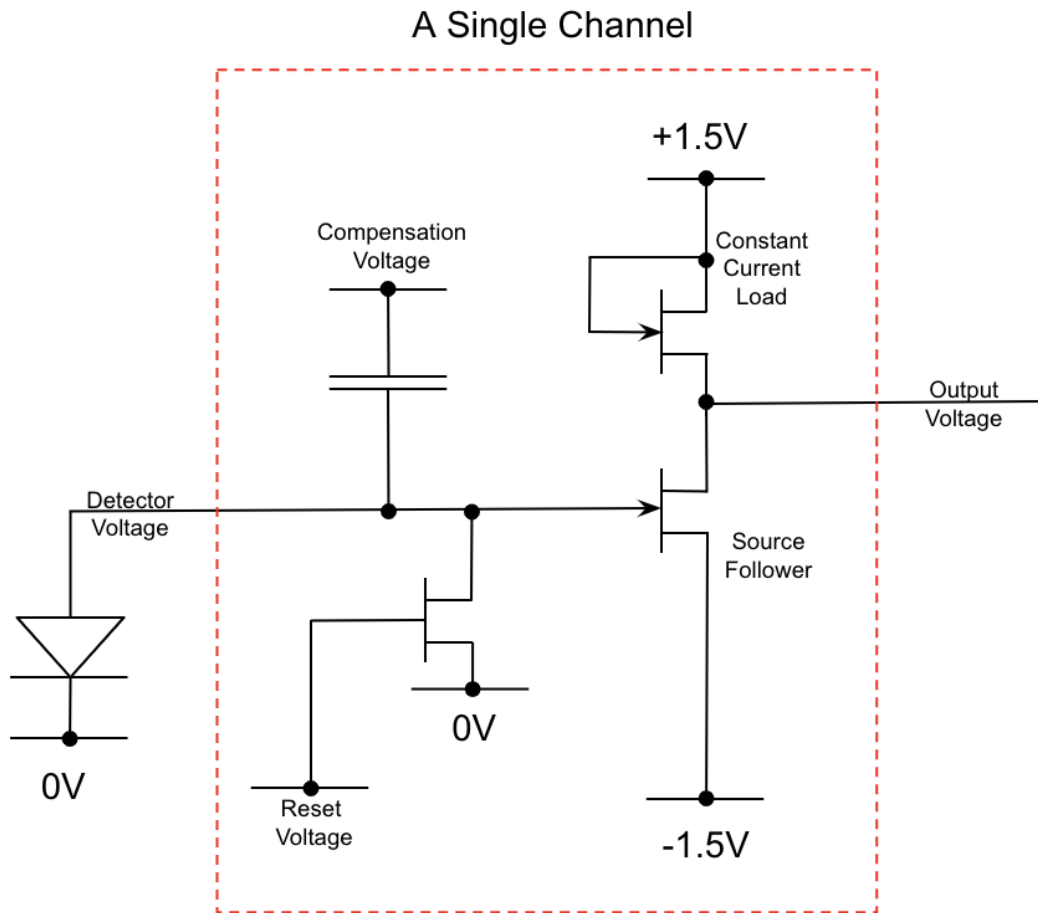 A Single Channel
+1.5V
Compensation
Voltage
Constant
Current
Load
Output
Voltage
Detector
Voltage
Source
Follower
0V
0V
Reset
Voltage
-1.5V